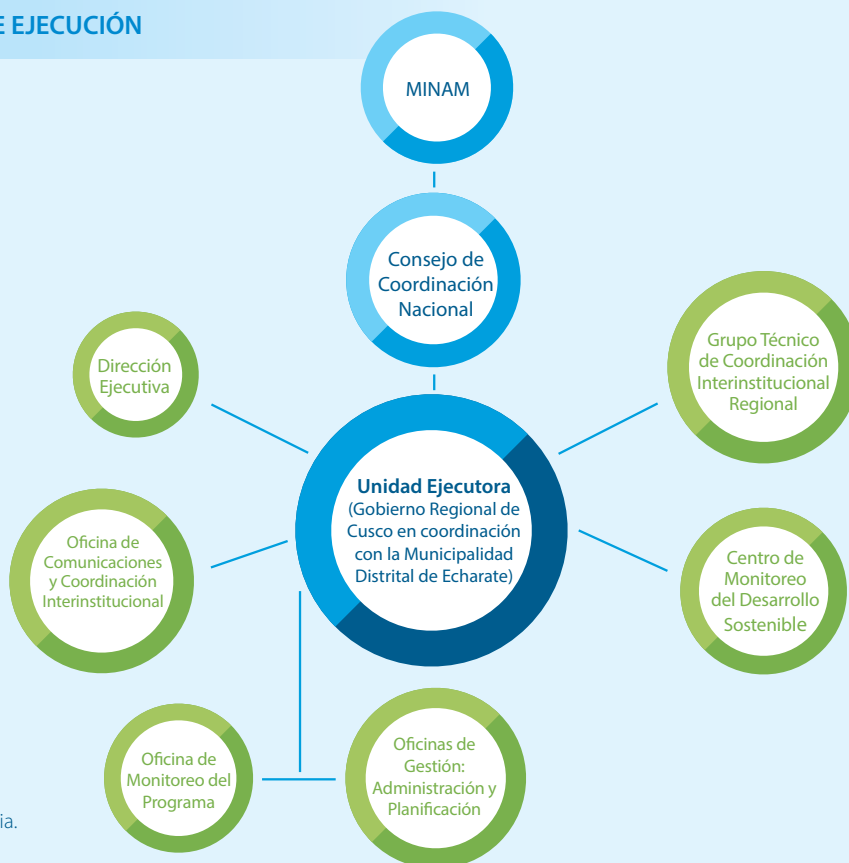 E EJECUCIÓN
MINAM
Consejo de
Coordinación
Nacional
Dirección
Ejecutiva
Grupo Técnico
de Coordinación
Interinstitucional
Regional
Unidad Ejecutora
(Gobierno Regional de
Cusco en coordinación
con la Municipalidad
Distrital de Echarate)
Oficina de
Comunicaciones
y Coordinación
Interinstitucional
Centro de
Monitoreo
del Desarrollo
Sostenible
Oficina de
Monitoreo del
Programa
Oficinas de
Gestión:
Administración y
Planificación
ia.